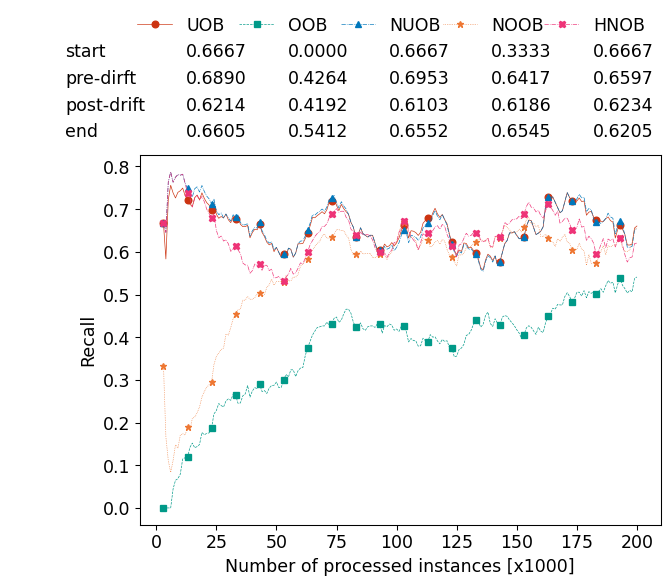 UOB OOB NUOB NOOB HNOB
start 0.6667 0.0000 0.6667 0.3333 0.6667
pre-dirft 0.6890 0.4264 0.6953 0.6417 0.6597
post-drift 0.6214 0.4192 0.6103 0.6186 0.6234
end 0.6605 0.5412 0.6552 0.6545 0.6205
0.8
0.7
0.6
0.5
0.4
0.3
0.2
0.1
0.0
Recall
0 25 50 75 100 125 150 175 200
Number of processed instances [x1000]